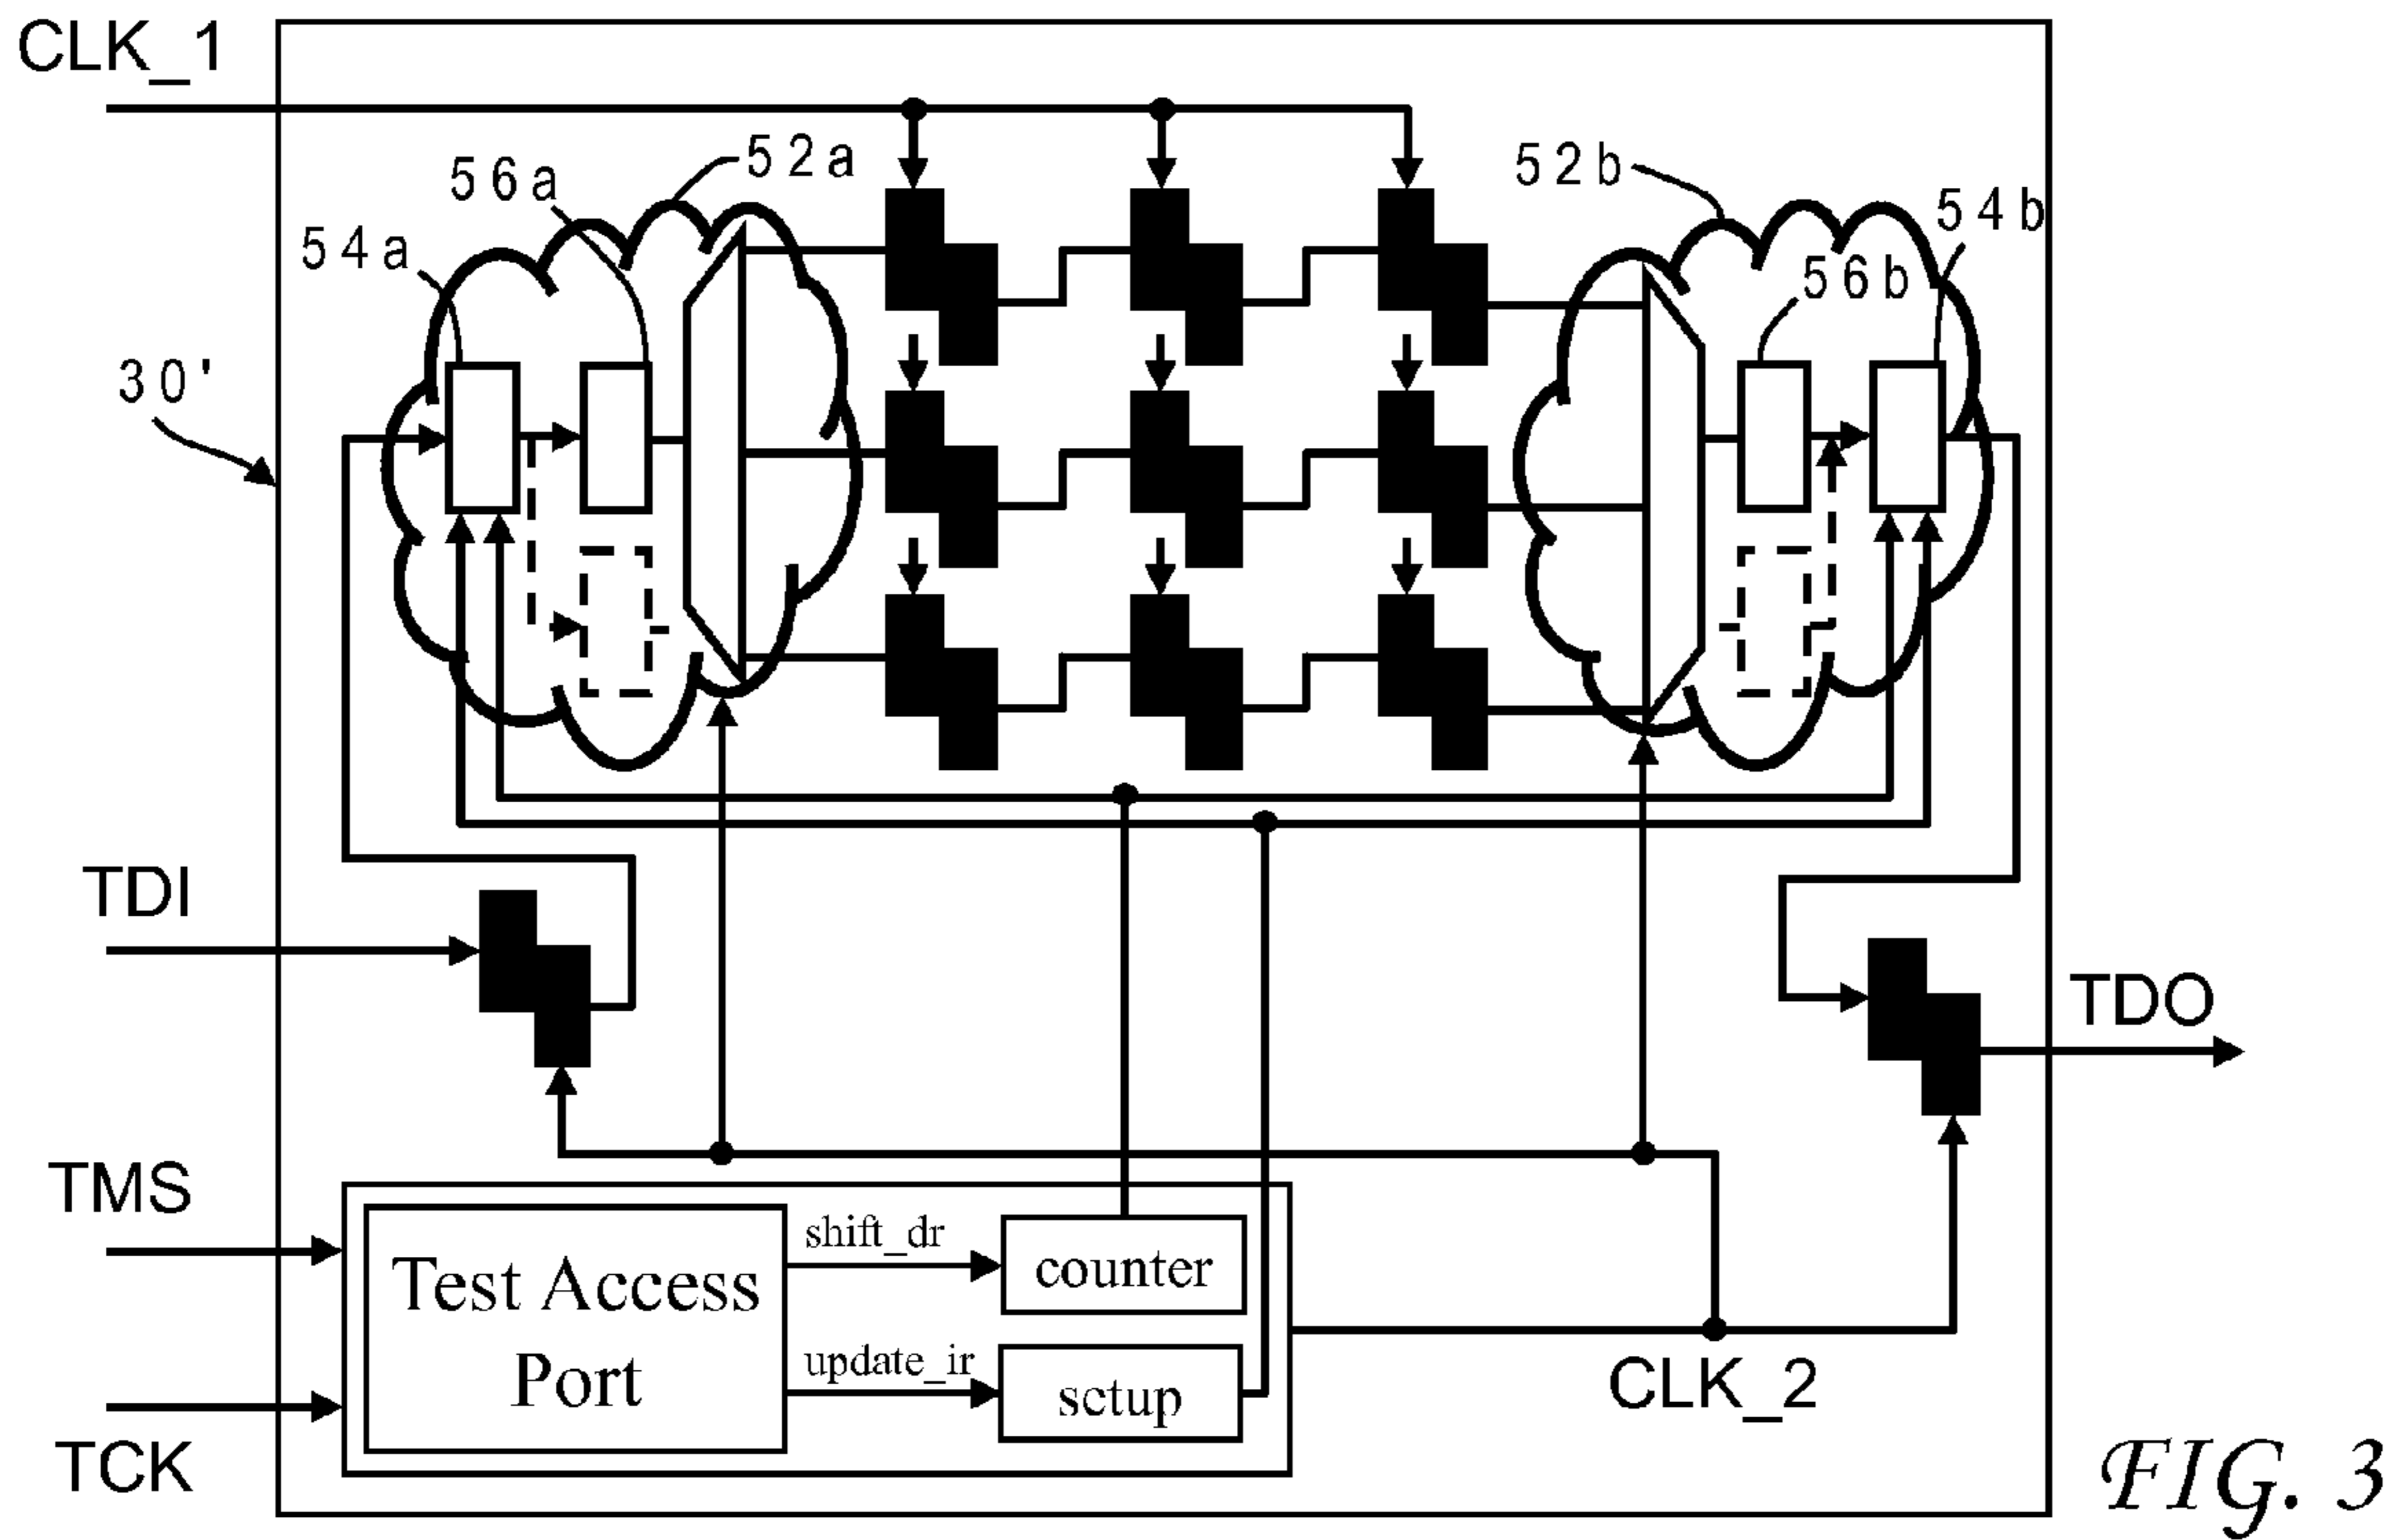 CLK_1
56a
52a
52b
54b
54a
56b
30'
TDI
TDO
TMS
shift_dr
counter
Test Access
Port
update_ir
sctup
CLK_2
TCK
FIG. 3